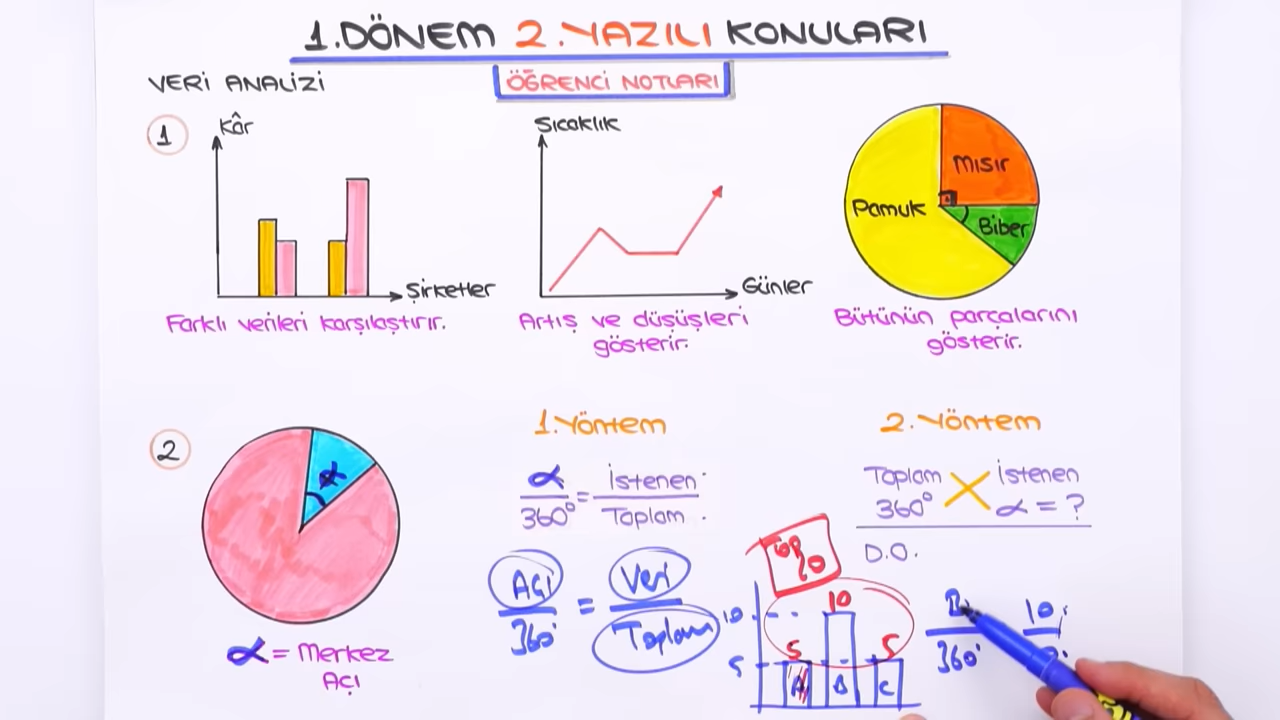 1.DÖNEM 2.YAZILI KONULARI
VERİ ANALİZİ
ÖĞRENCİ NOTLARI
1
Kâr
Şirketler
Farklı verileri karşılaştırır.
Sıcaklık
Günler
Artış ve düşüşleri
gösterir.
Mısır
Pamuk
Biber
Bütünün parçalarını
gösterir.
2
α
α = Merkez
Açı
1.Yöntem
α = İstenen
360° Toplam
Açı = Veri
360° Toplam
2.Yöntem
Toplam İstenen
360° α = ?
D.O.
Top
20
10
5
5 10 5
A B C
B 10
360°